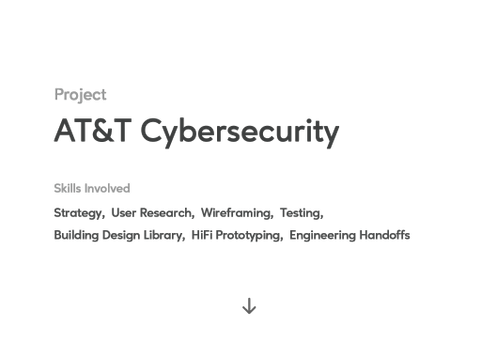 Project
AT&T Cybersecurity
Skills Involved
Strategy, User Research, Wireframing, Testing,
Building Design Library, HiFi Prototyping, Engineering Handoffs